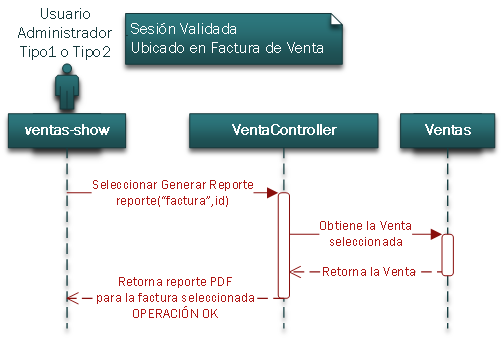 Usuario
Administrador
Tipo1 o Tipo2
Sesión Validada
Ubicado en Factura de Venta
ventas-show
VentaController
Ventas
Seleccionar Generar Reporte
reporte("factura",id)
Obtiene la Venta
seleccionada
Retorna la Venta
Retorna reporte PDF
para la factura seleccionada
OPERACIÓN OK